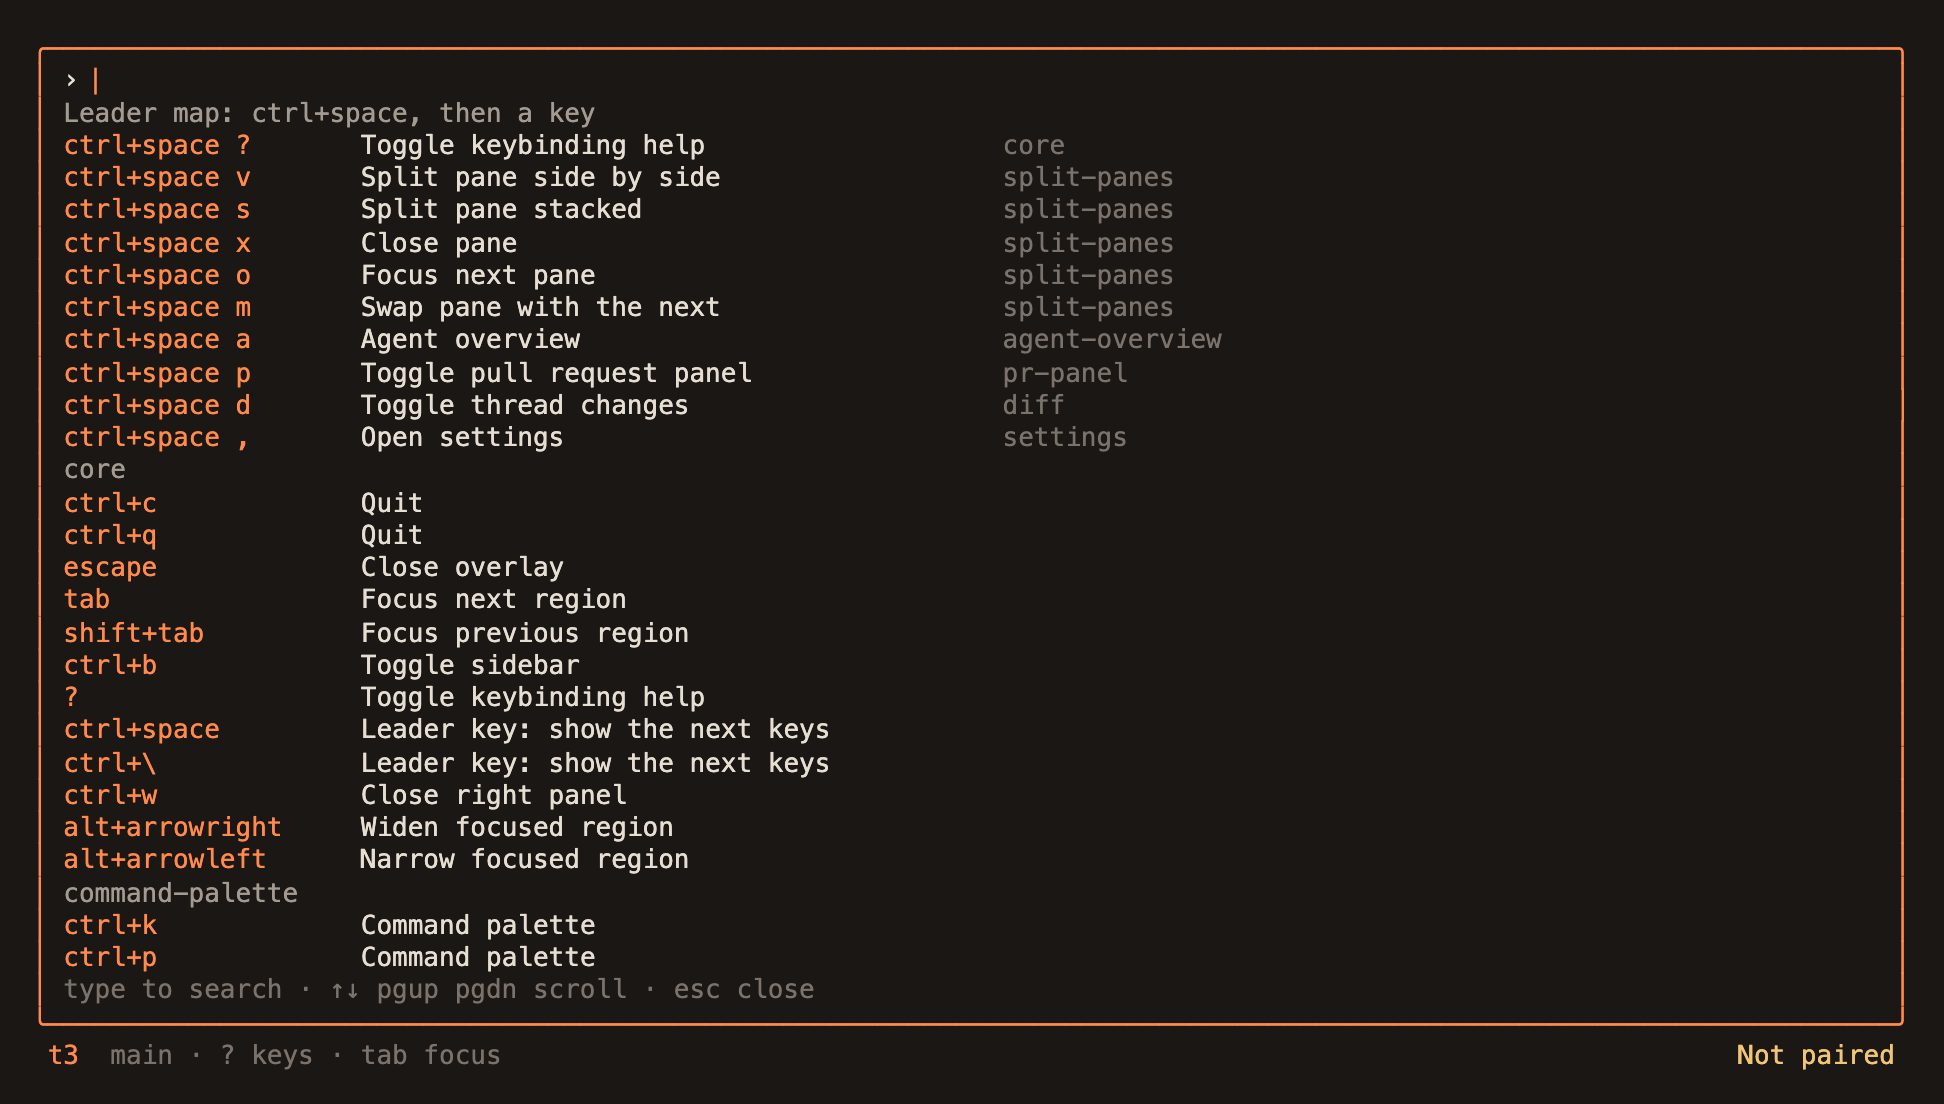 ›
Leader map: ctrl+space, then a key
ctrl+space ? Toggle keybinding help core
ctrl+space v Split pane side by side split-panes
ctrl+space s Split pane stacked split-panes
ctrl+space x Close pane split-panes
ctrl+space o Focus next pane split-panes
ctrl+space m Swap pane with the next split-panes
ctrl+space a Agent overview agent-overview
ctrl+space p Toggle pull request panel pr-panel
ctrl+space d Toggle thread changes diff
ctrl+space , Open settings settings
core
ctrl+c Quit
ctrl+q Quit
escape Close overlay
tab Focus next region
shift+tab Focus previous region
ctrl+b Toggle sidebar
? Toggle keybinding help
ctrl+space Leader key: show the next keys
ctrl+\ Leader key: show the next keys
ctrl+w Close right panel
alt+arrowright Widen focused region
alt+arrowleft Narrow focused region
command-palette
ctrl+k Command palette
ctrl+p Command palette
type to search · ↑↓ pgup pgdn scroll · esc close
t3 main · ? keys · tab focus Not paired